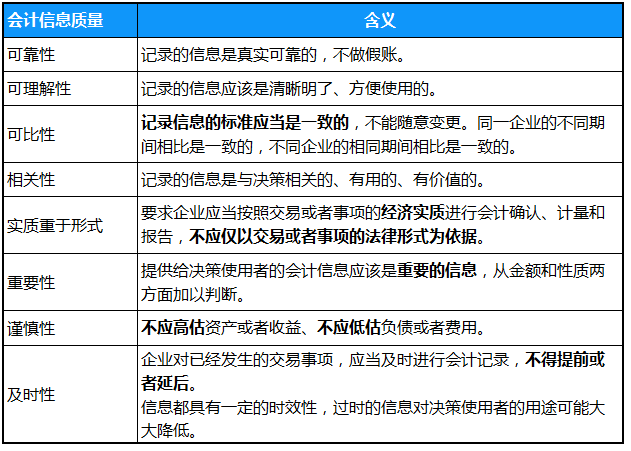 会计信息质量 含义
可靠性 记录的信息是真实可靠的，不做假账。
可理解性 记录的信息应该是清晰明了、方便使用的。
可比性 记录信息的标准应当是一致的，不能随意变更。同一企业的不同期
间相比是一致的，不同企业的相同期间相比是一致的。
相关性 记录的信息是与决策相关的、有用的、有价值的。
实质重于形式 要求企业应当按照交易或者事项的经济实质进行会计确认、计量和
报告，不应仅以交易或者事项的法律形式为依据。
重要性 提供给决策使用者的会计信息应该是重要的信息，从金额和性质两
方面加以判断。
谨慎性 不应高估资产或者收益、不应低估负债或者费用。
及时性 企业对已经发生的交易事项，应当及时进行会计记录，不得提前或
者延后。
信息都具有一定的时效性，过时的信息对决策使用者的用途可能大
大降低。